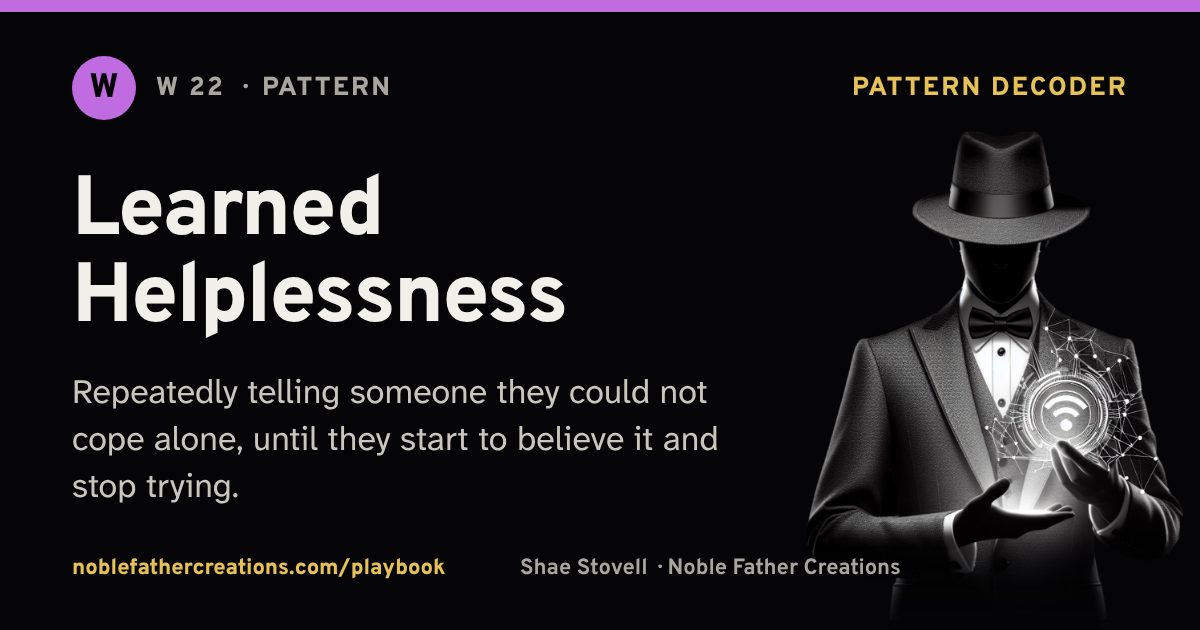 W
W 22 · PATTERN
PATTERN DECODER
Learned
Helplessness
Repeatedly telling someone they could not
cope alone, until they start to believe it and
stop trying.
noblefathercreations.com/playbook
Shae Stovell · Noble Father Creations